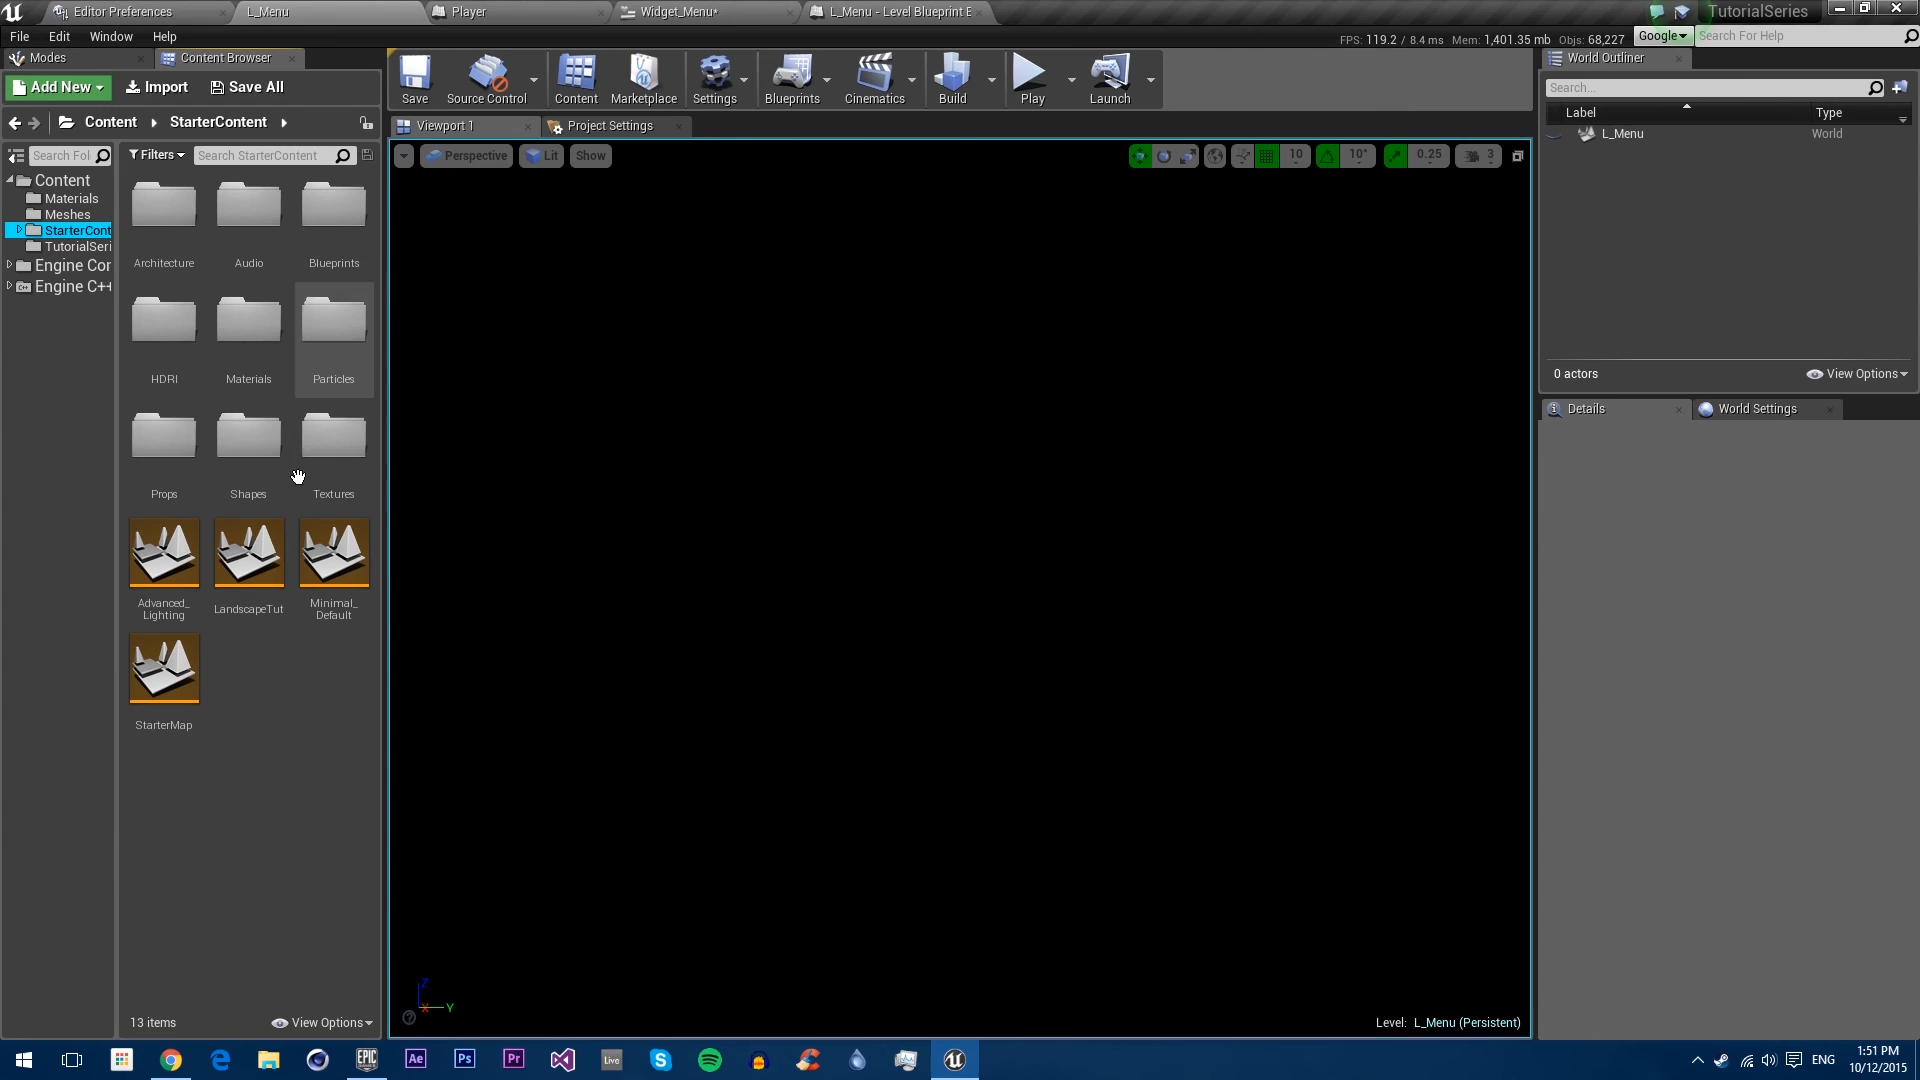 Editor Preferences
L_Menu
Player
Widget_Menu*
L_Menu - Level Blueprint E
TutorialSeries
File Edit Window Help
FPS: 119.2 / 8.4 ms Mem: 1,401.35 mb Objs: 68,227
Google
Search For Help
Modes
Content Browser
Add New
Import
Save All
Save
Source Control
Content
Marketplace
Settings
Blueprints
Cinematics
Build
Play
Launch
World Outliner
Search...
Label
Type
L_Menu
World
0 actors
View Options
Details
World Settings
Content
StarterContent
Search Fol
Filters
Search StarterContent
Content
Materials
Meshes
StarterCont
TutorialSeri
Engine Con
Engine C++
Architecture
Audio
Blueprints
HDRI
Materials
Particles
Props
Shapes
Textures
Advanced_
Lighting
LandscapeTut
Minimal_
Default
StarterMap
13 items
View Options
Viewport 1
Project Settings
Perspective
Lit
Show
10
10°
0.25
3
Z
X
Y
Level: L_Menu (Persistent)
EPIC
Ae
Ps
Pr
Live
ENG
1:51 PM
10/12/2015